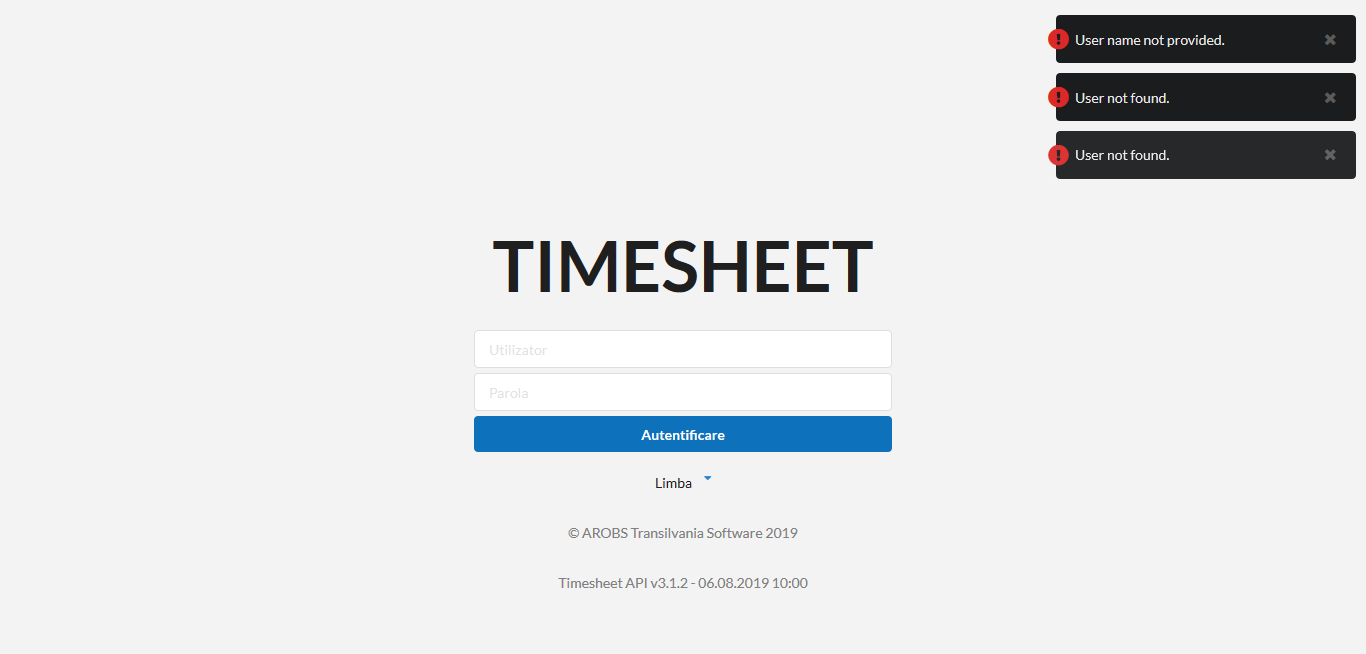 User name not provided.
User not found.
User not found.
TIMESHEET
Utilizator
Parola
Autentificare
Limba
© AROBS Transilvania Software 2019
Timesheet API v3.1.2 - 06.08.2019 10:00